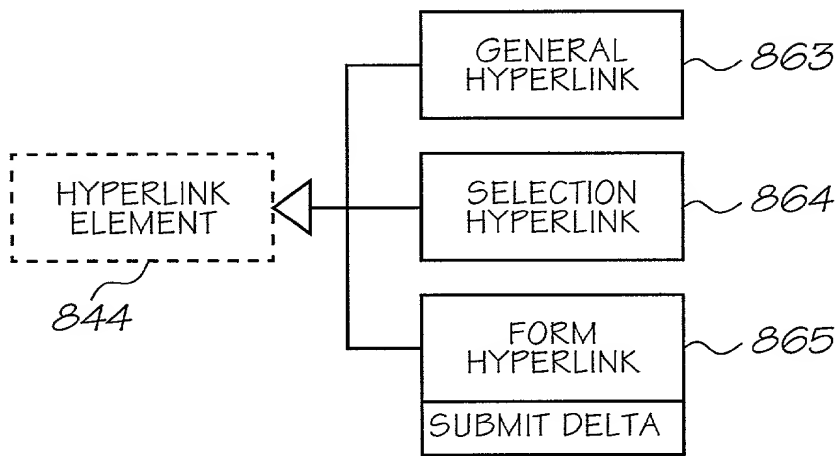 GENERAL
HYPERLINK
863
HYPERLINK
ELEMENT
844
SELECTION
HYPERLINK
864
FORM
HYPERLINK
865
SUBMIT DELTA